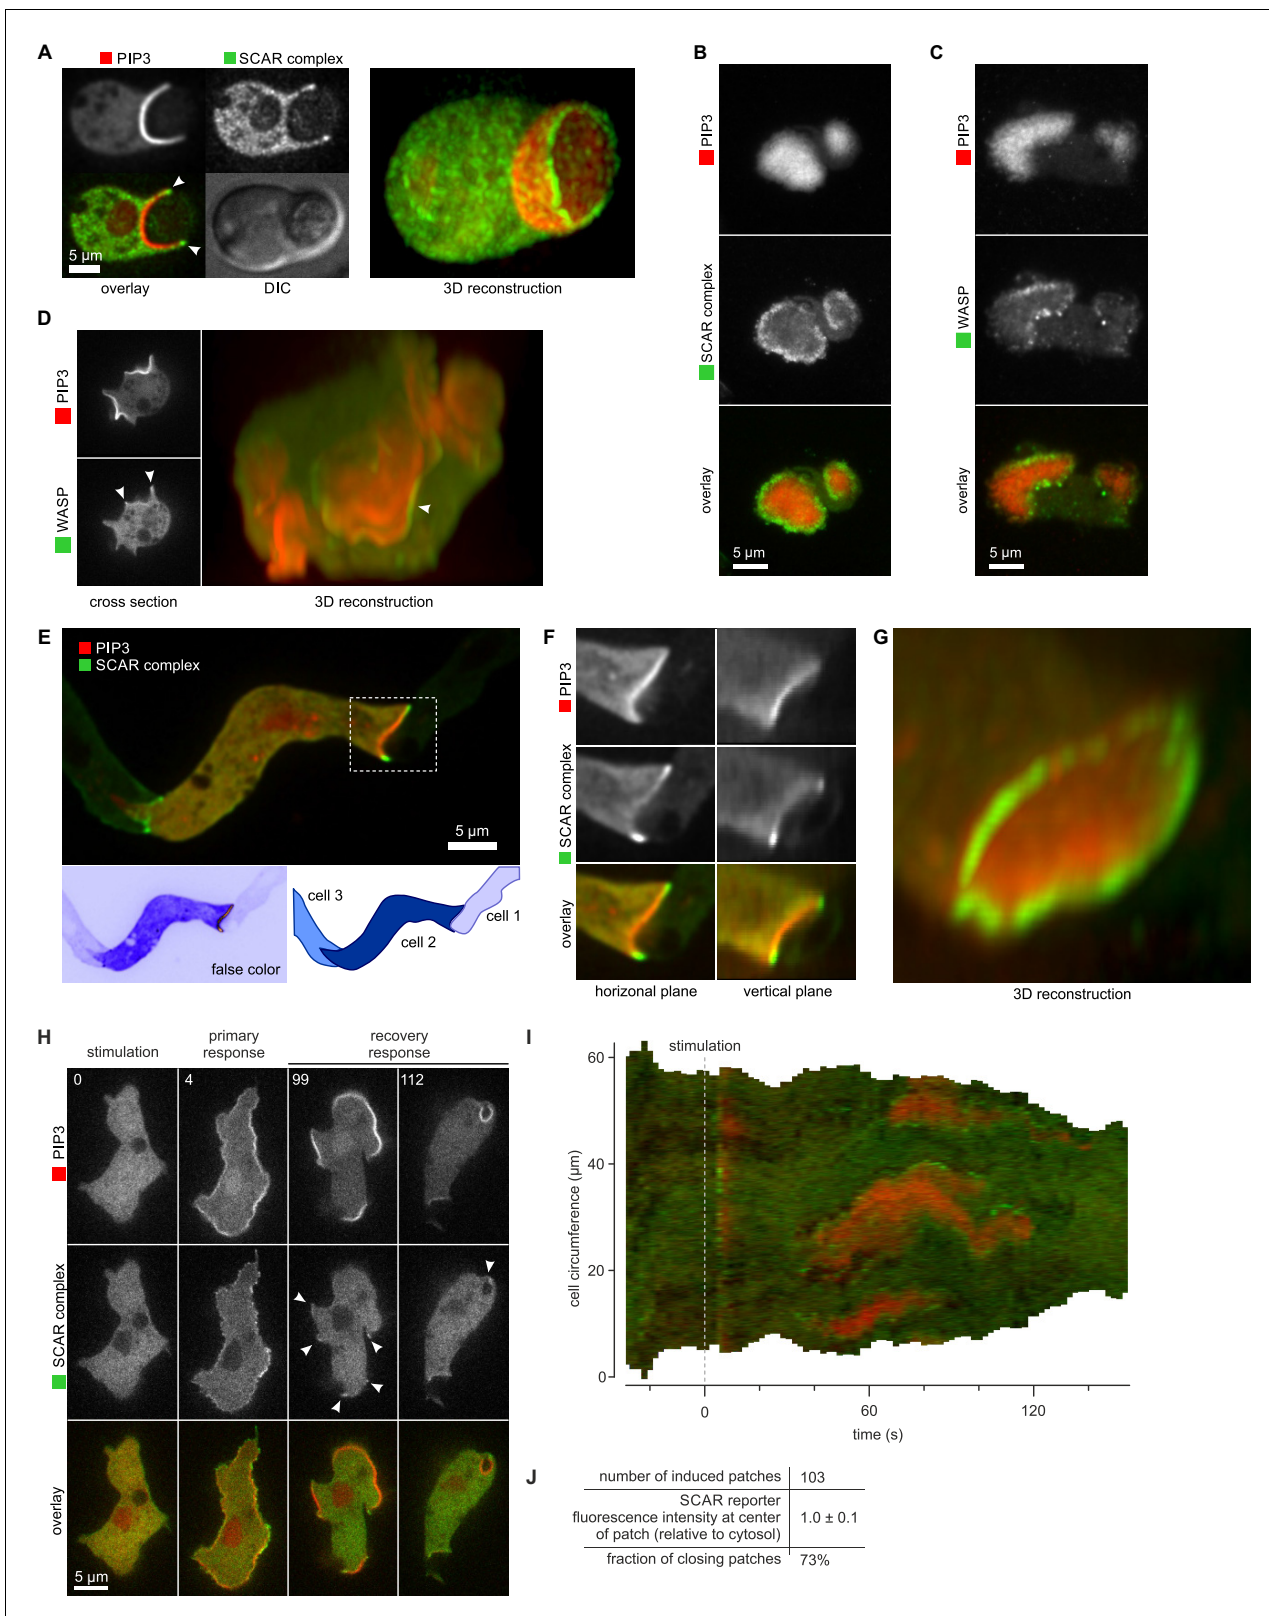 A
PIP3
SCAR complex
5 µm
overlay
DIC
3D reconstruction
B
PIP3
SCAR complex
overlay
5 µm
C
PIP3
WASP
overlay
5 µm
D
PIP3
WASP
cross section
3D reconstruction
E
PIP3
SCAR complex
5 µm
false color
cell 3
cell 2
cell 1
F
PIP3
SCAR complex
overlay
horizonal plane
vertical plane
G
3D reconstruction
H
stimulation
primary
response
recovery
response
0
4
99
112
PIP3
SCAR complex
overlay
5 µm
I
stimulation
60
40
20
0
cell circumference (µm)
0
60
120
time (s)
J
number of induced patches 103
SCAR reporter
fluorescence intensity at center
of patch (relative to cytosol)
1.0 ± 0.1
fraction of closing patches 73%